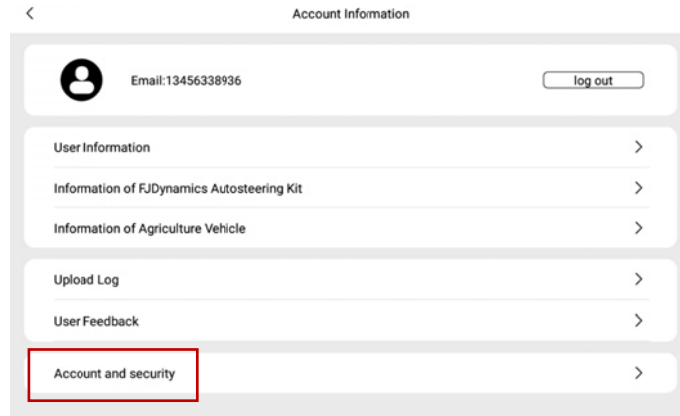 Account Information
Email:13456338936
log out
User Information
Information of FJDynamics Autosteering Kit
Information of Agriculture Vehicle
Upload Log
User Feedback
Account and security